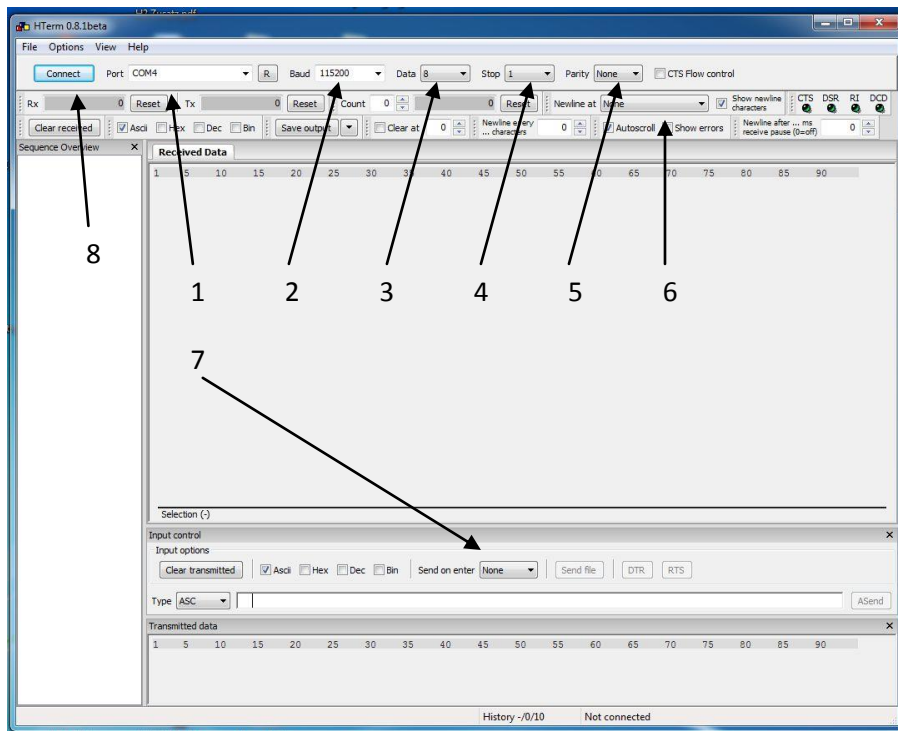 HTerm 0.8.1beta
File Options View Help
Connect Port COM4 R Baud 115200 Data 8 Stop 1 Parity None CTS Flow control
Rx 0 Reset Tx 0 Reset Count 0 0 Reset Newline at None Show newline characters CTS DSR RI DCD
Clear received Ascii Hex Dec Bin Save output Clear at 0 Newline every ... characters 0 Autoscroll Show errors Newline after ... ms receive pause (0=off) 0
Sequence Overview X Received Data
1 5 10 15 20 25 30 35 40 45 50 55 60 65 70 75 80 85 90
8
1 2 3 4 5 6
7
Selection (-)
Input control
Input options
Clear transmitted Ascii Hex Dec Bin Send on enter None Send file DTR RTS
Type ASC ASend
Transmitted data
1 5 10 15 20 25 30 35 40 45 50 55 60 65 70 75 80 85 90
History -/0/10 Not connected